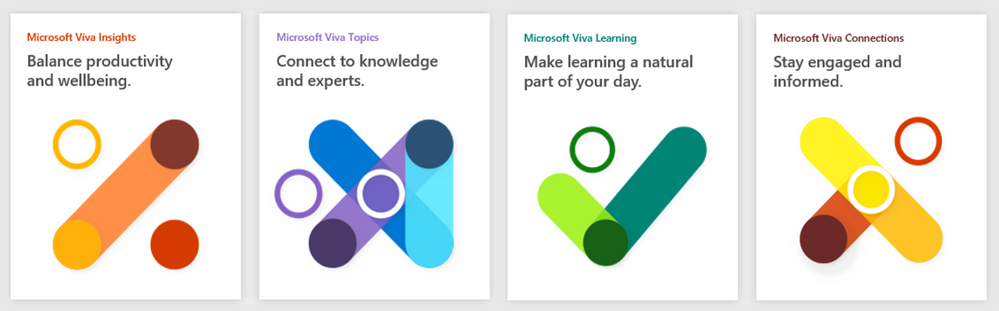 Microsoft Viva Insights
Balance productivity
and wellbeing.
Microsoft Viva Topics
Connect to knowledge
and experts.
Microsoft Viva Learning
Make learning a natural
part of your day.
Microsoft Viva Connections
Stay engaged and
informed.